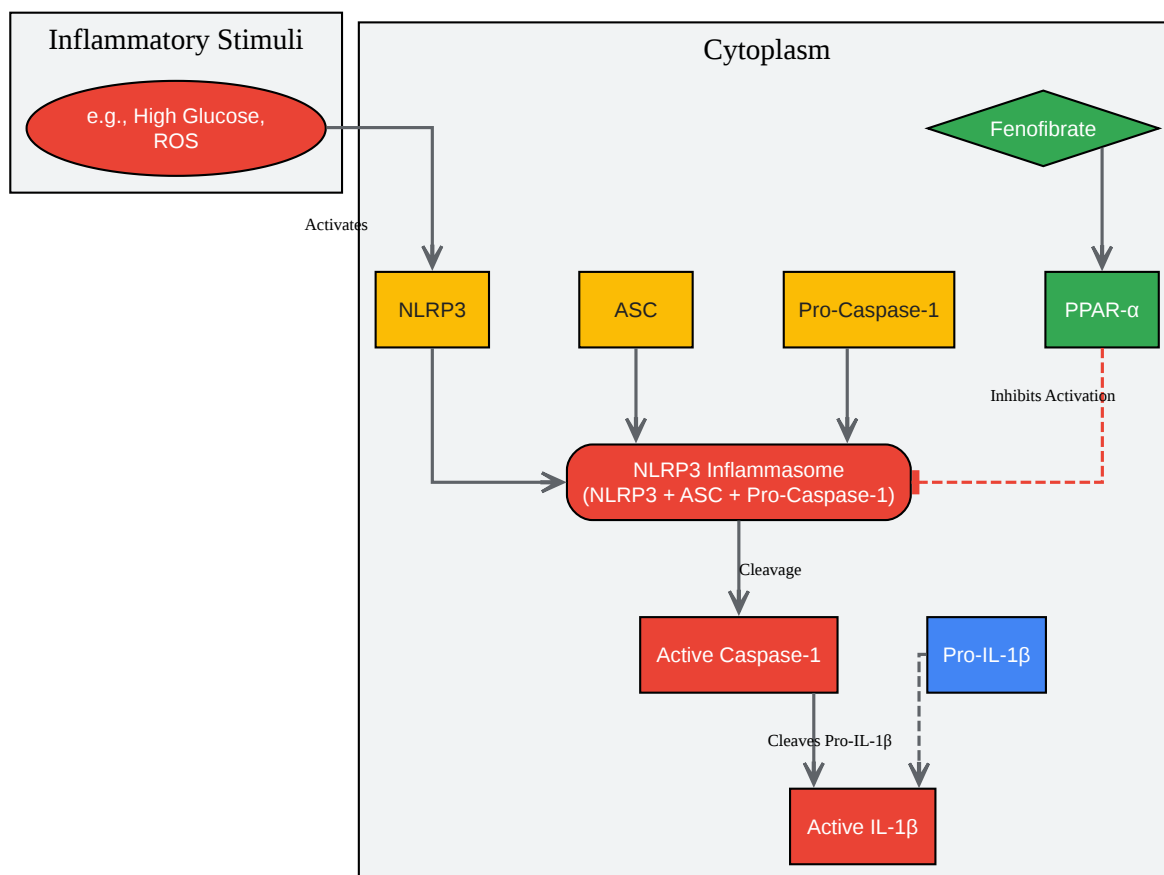 Inflammatory Stimuli
Cytoplasm
e.g., High Glucose,
ROS
Fenofibrate
Activates
NLRP3
ASC
Pro-Caspase-1
PPAR-α
Inhibits Activation
NLRP3 Inflammasome
(NLRP3 + ASC + Pro-Caspase-1)
Cleavage
Active Caspase-1
Pro-IL-1β
Cleaves Pro-IL-1β
Active IL-1β